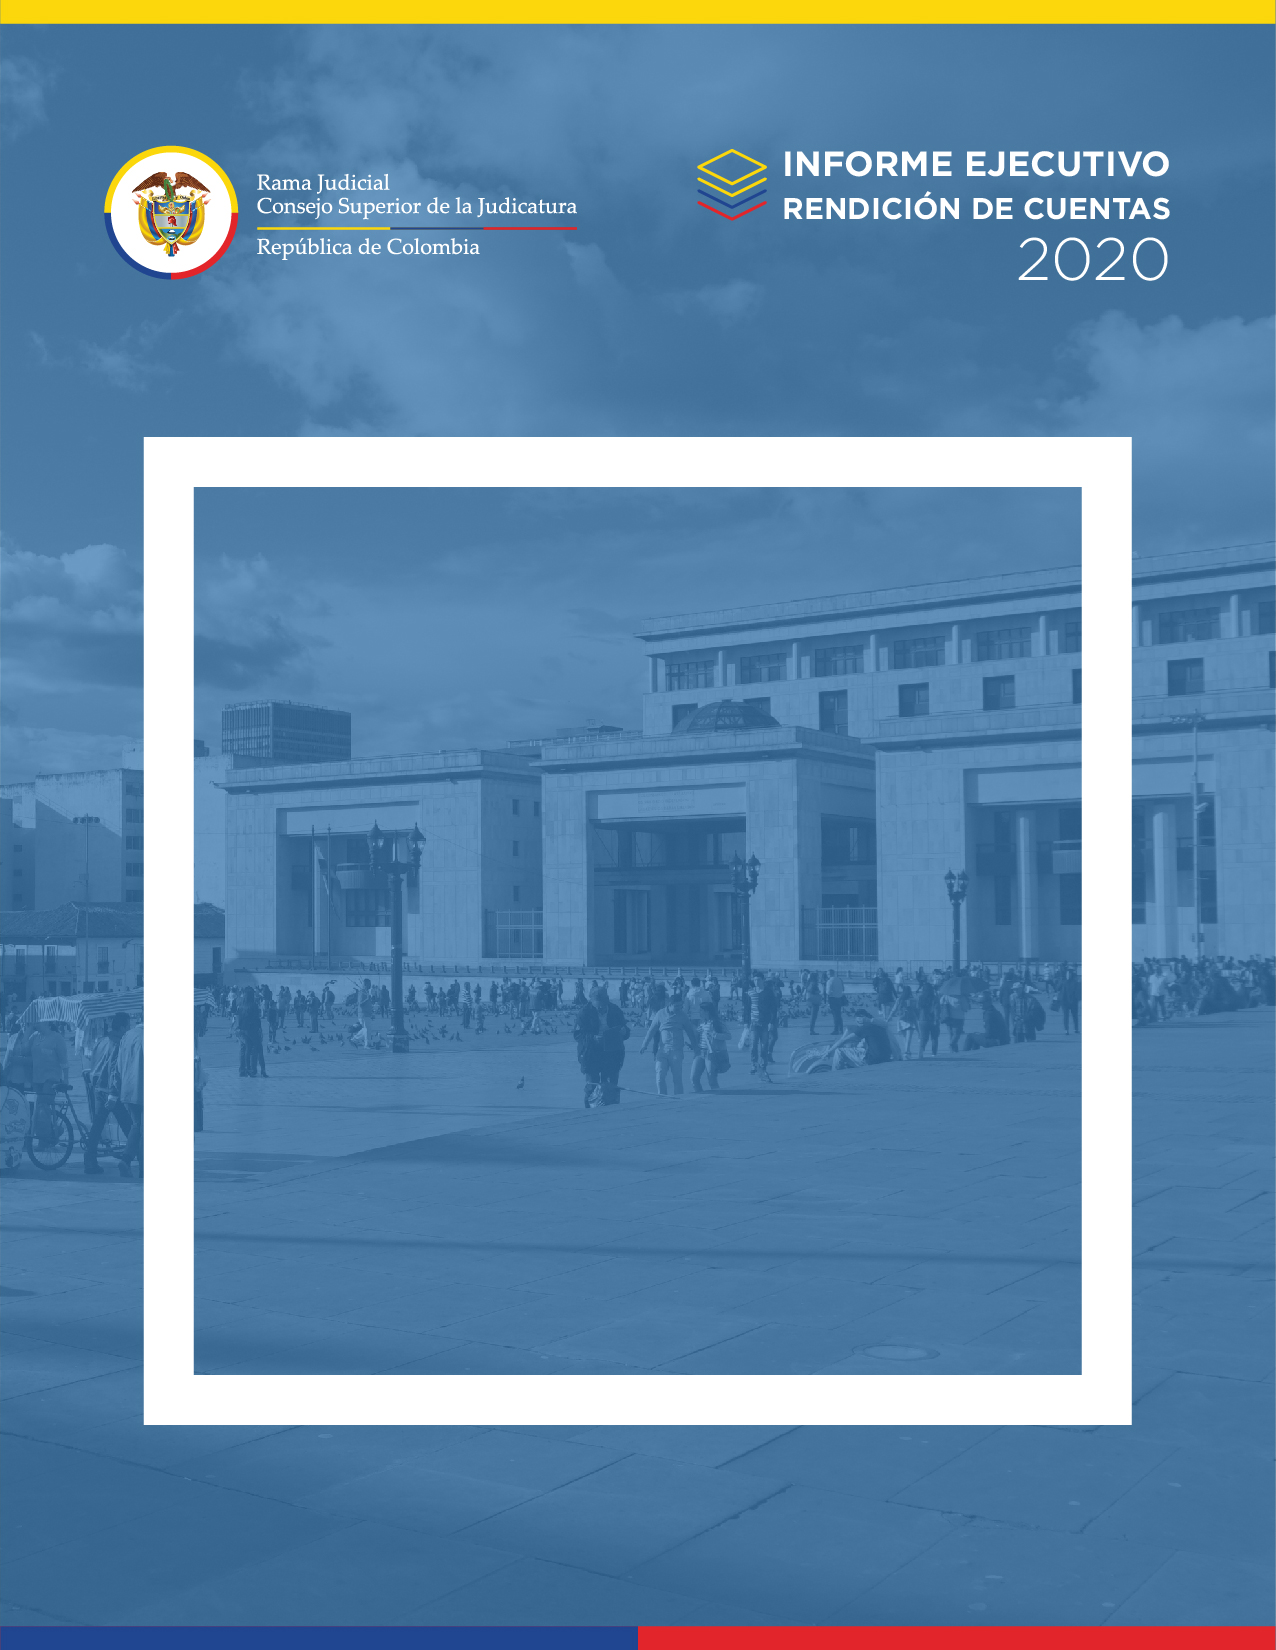 Rama Judicial
Consejo Superior de la Judicatura
República de Colombia
INFORME EJECUTIVO
RENDICIÓN DE CUENTAS
2020